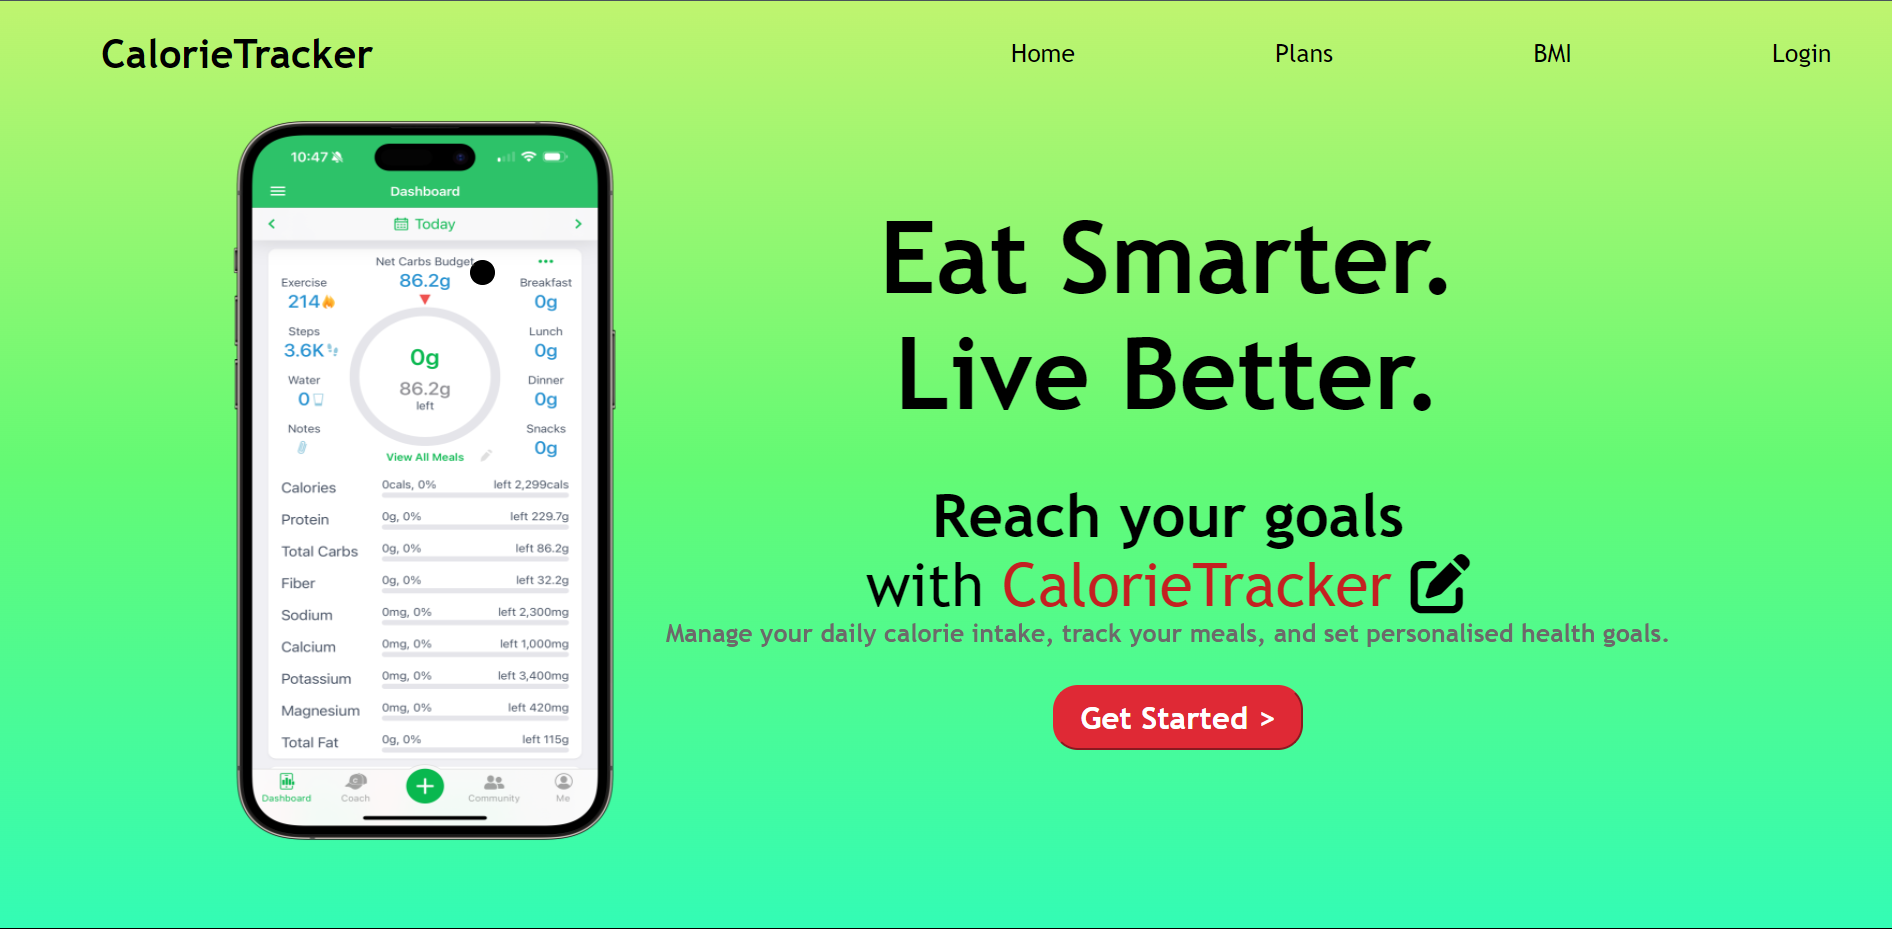 CalorieTracker
Home Plans BMI Login
10:47
Dashboard
Today
Net Carbs Budget
86.2g
Exercise
214
Steps
3.6K
Water
0
Notes
0g
86.2g
left
Breakfast
0g
Lunch
0g
Dinner
0g
Snacks
0g
View All Meals
Calories 0cals, 0% left 2,299cals
Protein 0g, 0% left 229.7g
Total Carbs 0g, 0% left 86.2g
Fiber 0g, 0% left 32.2g
Sodium 0mg, 0% left 2,300mg
Calcium 0mg, 0% left 1,000mg
Potassium 0mg, 0% left 3,400mg
Magnesium 0mg, 0% left 420mg
Total Fat 0g, 0% left 115g
Dashboard Coach Community Me
Eat Smarter.
Live Better.
Reach your goals
with CalorieTracker
Manage your daily calorie intake, track your meals, and set personalised health goals.
Get Started >